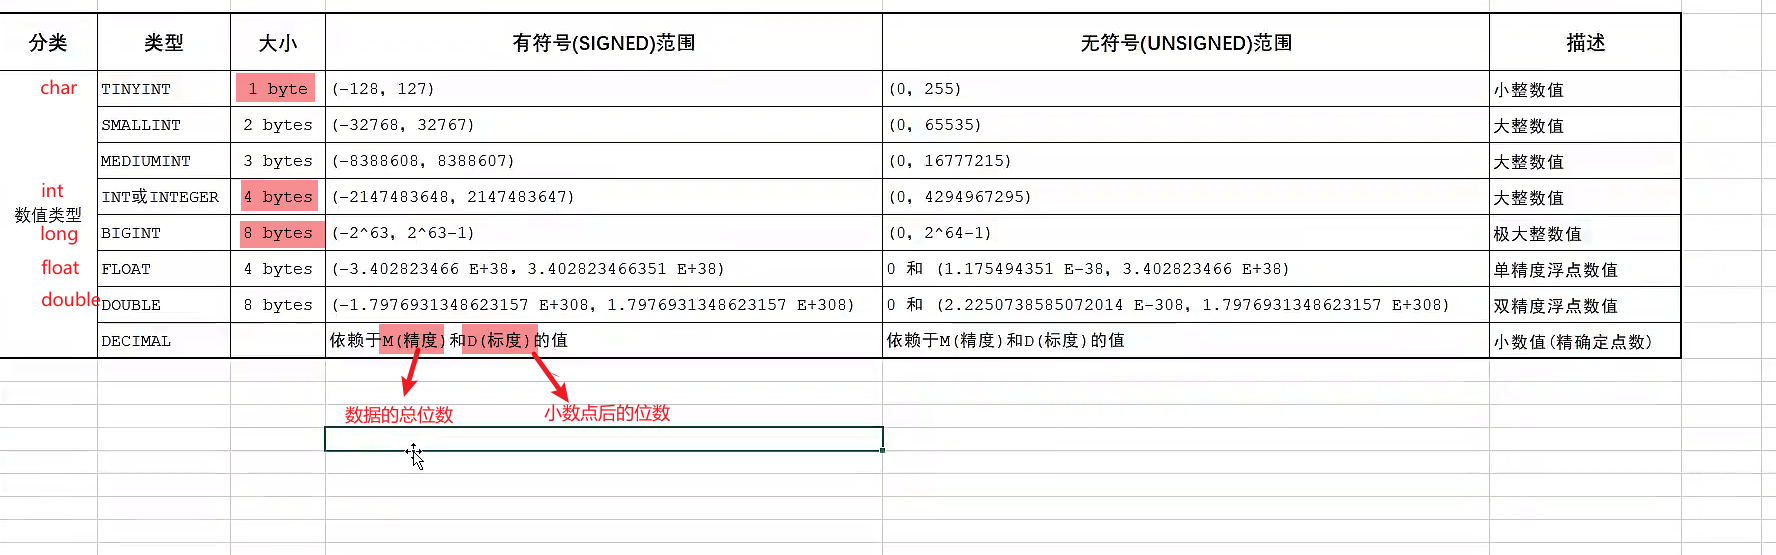 分类 类型 大小 有符号(SIGNED)范围 无符号(UNSIGNED)范围 描述
char TINYINT 1 byte (-128, 127) (0, 255) 小整数值
SMALLINT 2 bytes (-32768, 32767) (0, 65535) 大整数值
MEDIUMINT 3 bytes (-8388608, 8388607) (0, 16777215) 大整数值
int INT或INTEGER 4 bytes (-2147483648, 2147483647) (0, 4294967295) 大整数值
数值类型
long BIGINT 8 bytes (-2^63, 2^63-1) (0, 2^64-1) 极大整数值
float FLOAT 4 bytes (-3.402823466 E+38, 3.402823466351 E+38) 0 和 (1.175494351 E-38, 3.402823466 E+38) 单精度浮点数值
double DOUBLE 8 bytes (-1.7976931348623157 E+308, 1.7976931348623157 E+308) 0 和 (2.2250738585072014 E-308, 1.7976931348623157 E+308) 双精度浮点数值
DECIMAL 依赖于M(精度)和D(标度)的值 依赖于M(精度)和D(标度)的值 小数值(精确定点数)
数据的总位数 小数点后的位数